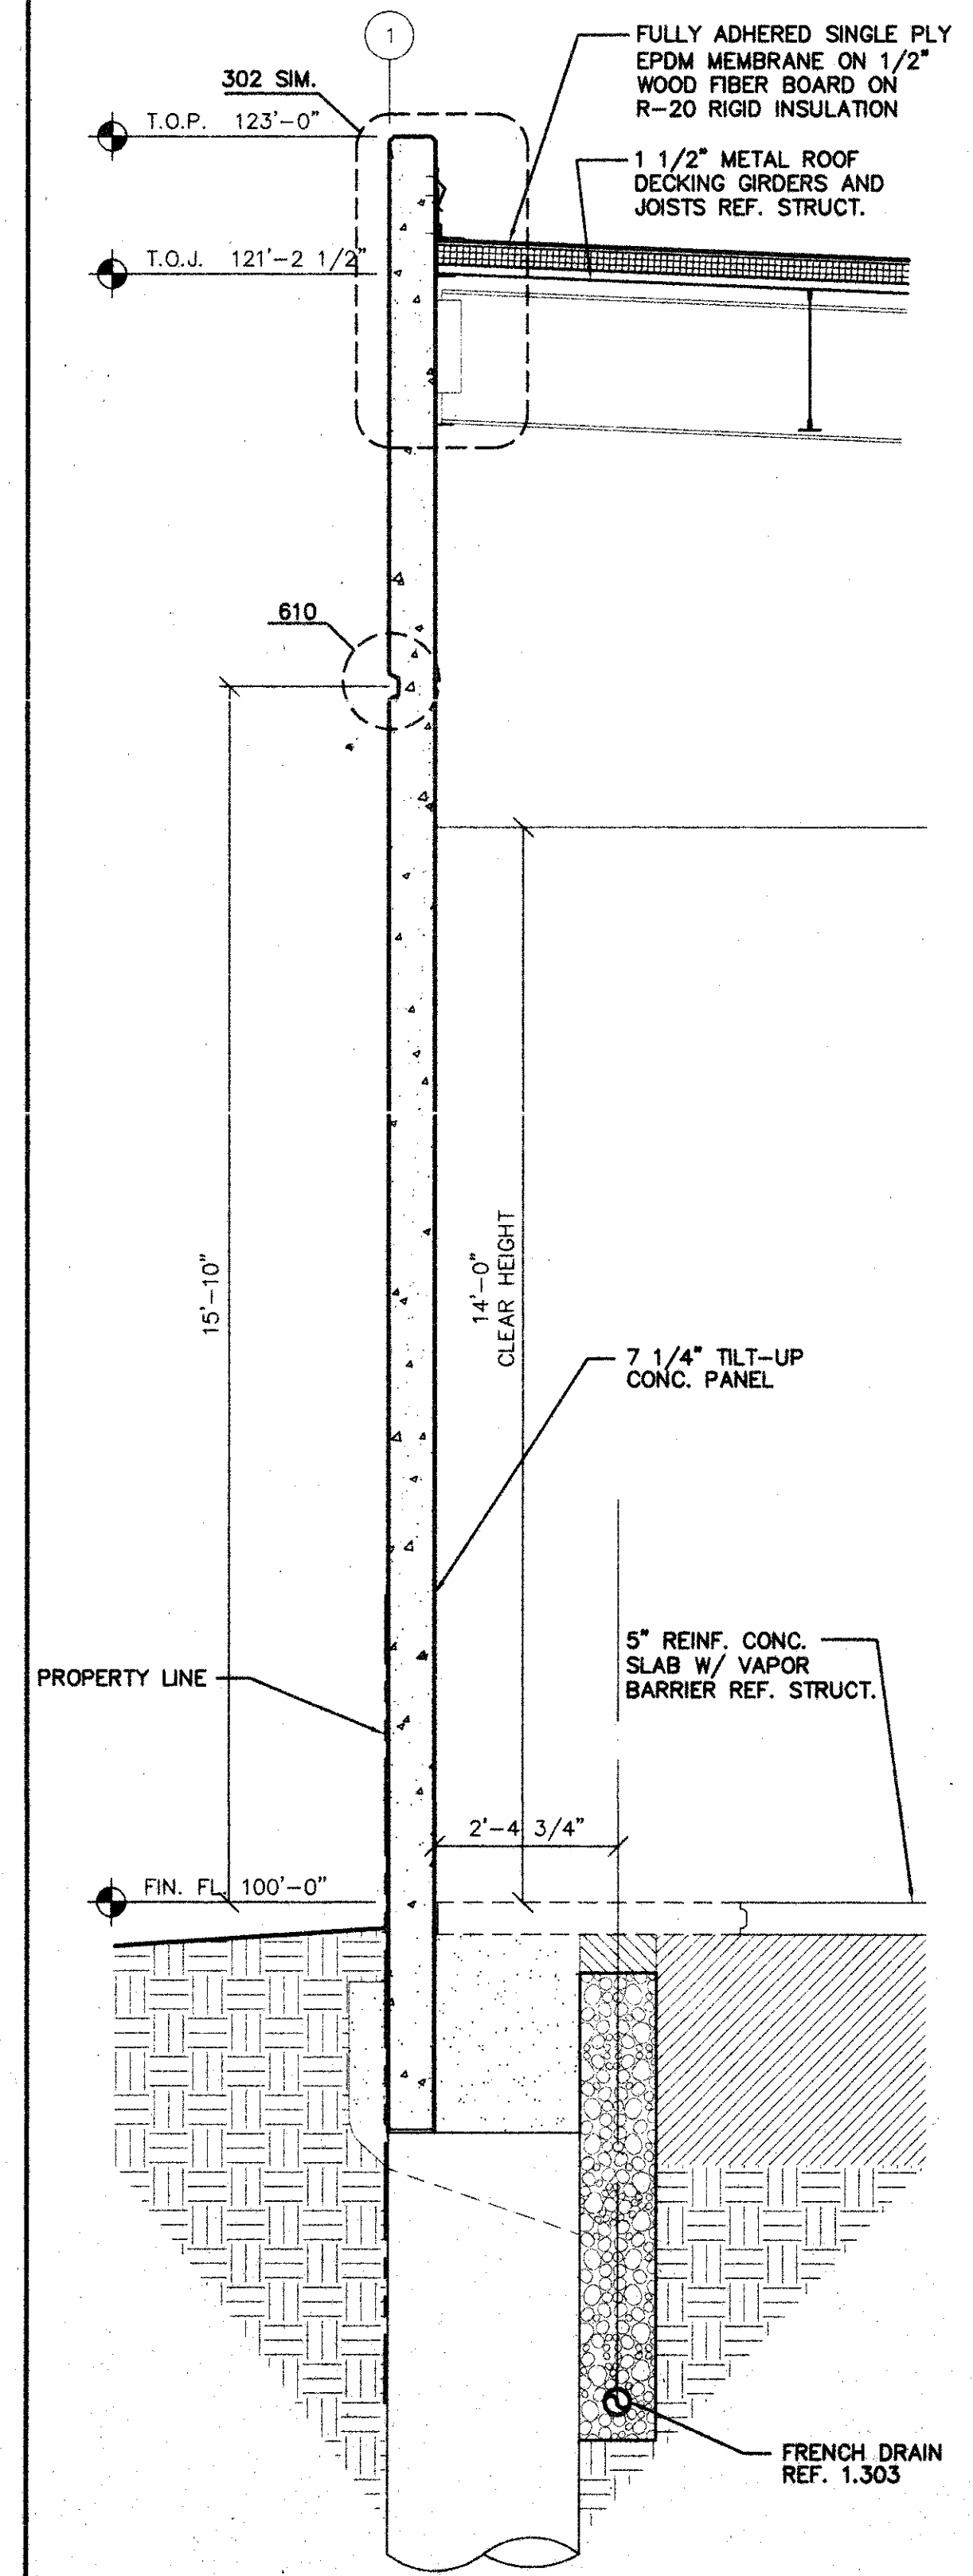 1
FULLY ADHERED SINGLE PLY
EPDM MEMBRANE ON 1/2"
WOOD FIBER BOARD ON
R-20 RIGID INSULATION
302 SIM.
T.O.P. 123'-0"
1 1/2" METAL ROOF
DECKING GIRDERS AND
JOISTS REF. STRUCT.
T.O.J. 121'-2 1/2"
610
15'-10"
14'-0"
CLEAR HEIGHT
7 1/4" TILT-UP
CONC. PANEL
5" REINF. CONC.
SLAB W/ VAPOR
BARRIER REF. STRUCT.
PROPERTY LINE
2'-4 3/4"
FIN. FL. 100'-0"
FRENCH DRAIN
REF. 1.303